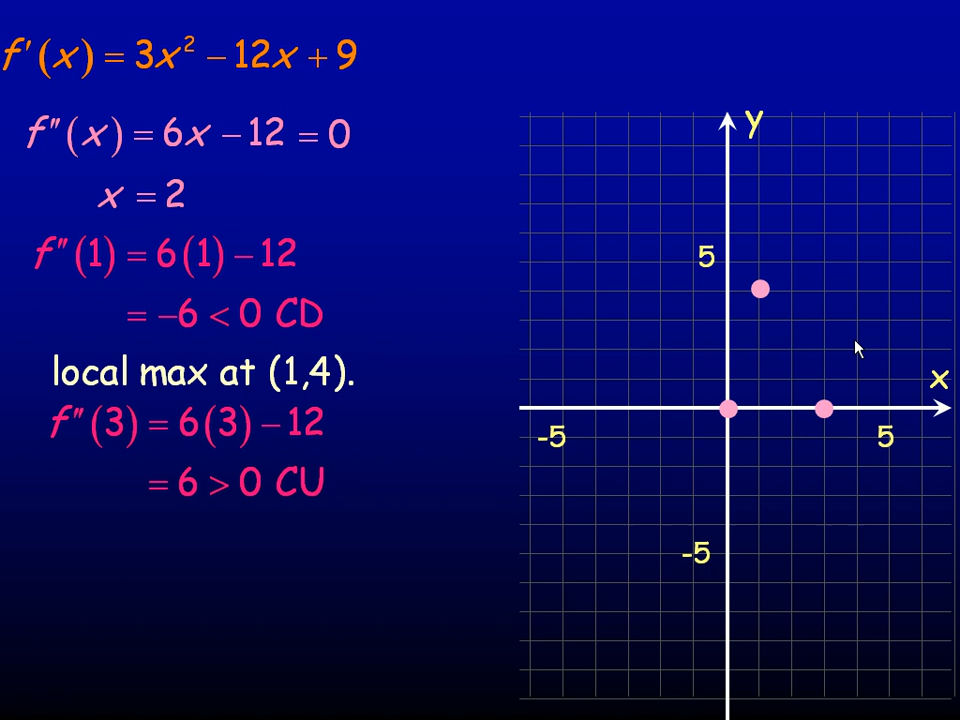 f′(x) = 3x² − 12x + 9
f″(x) = 6x − 12 = 0
x = 2
f″(1) = 6(1) − 12
= −6 < 0 CD
local max at (1,4).
f″(3) = 6(3) − 12
= 6 > 0 CU
y
5
x
-5
5
-5